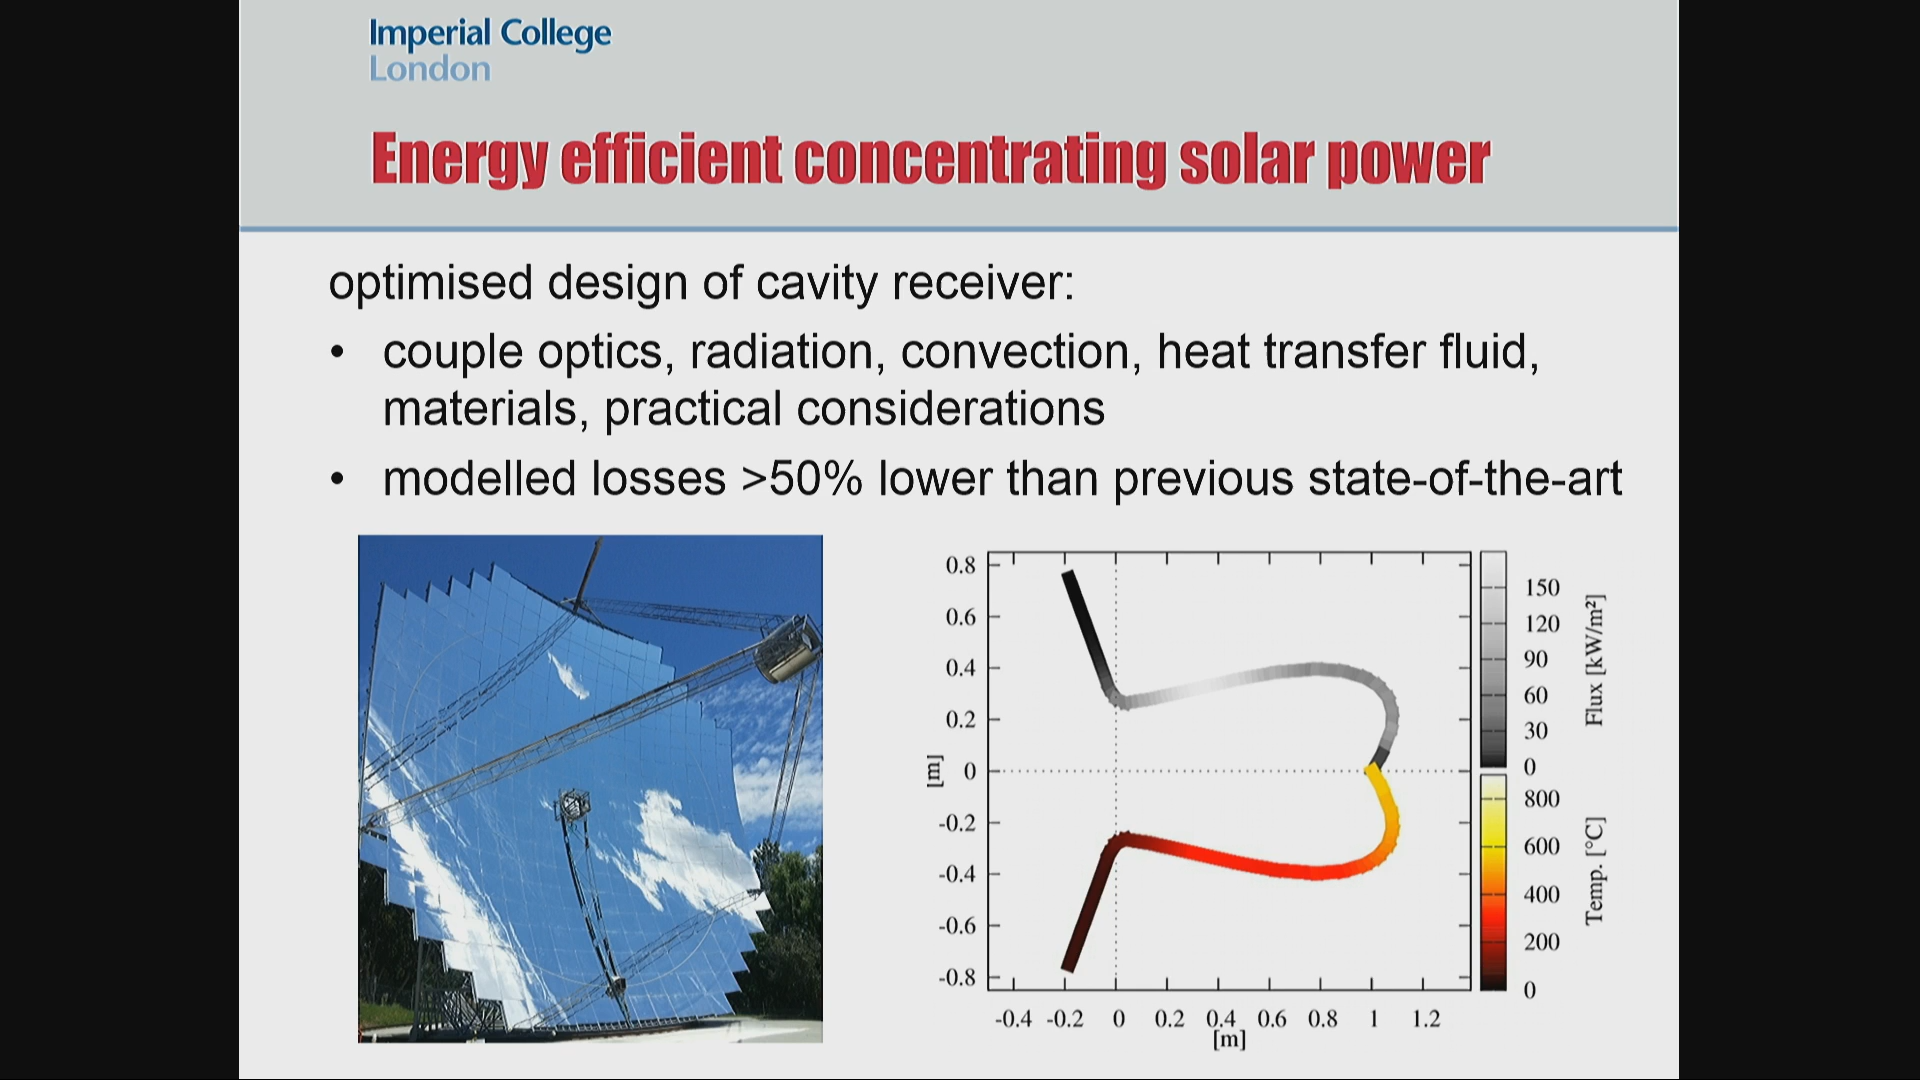 Imperial College
London
Energy efficient concentrating solar power
optimised design of cavity receiver:
• couple optics, radiation, convection, heat transfer fluid,
materials, practical considerations
• modelled losses >50% lower than previous state-of-the-art
0.8
0.6
0.4
0.2
0
-0.2
-0.4
-0.6
-0.8
[m]
-0.4 -0.2 0 0.2 0.4 0.6 0.8 1 1.2
[m]
150
120
90
60
30
0
Flux [kW/m²]
800
600
400
200
0
Temp. [°C]